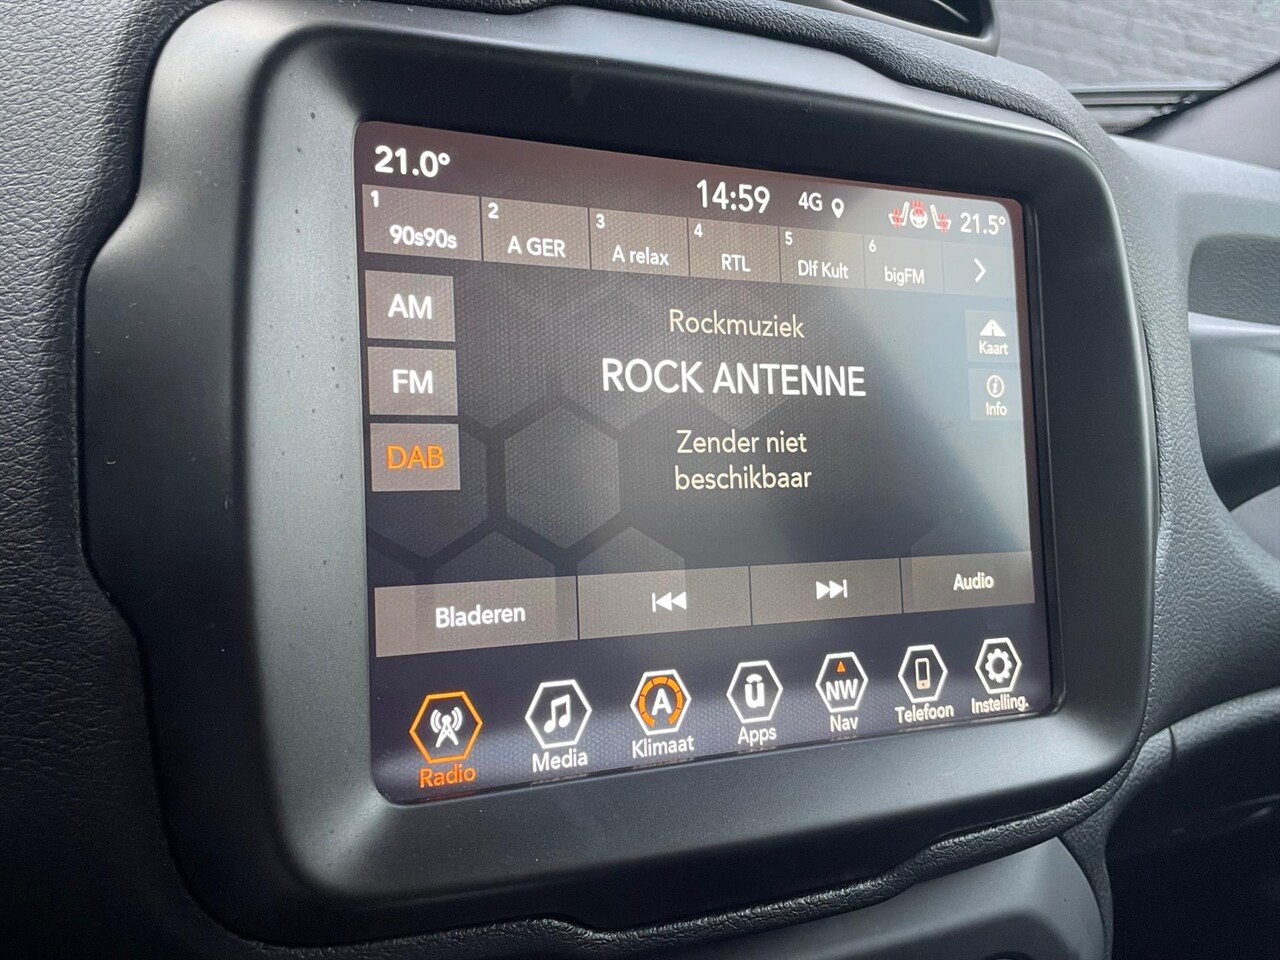 21.0°
14:59
4G
21.5°
1 90s90s
2 A GER
3 A relax
4 RTL
5 Dlf Kult
6 bigFM
AM
FM
DAB
Rockmuziek
ROCK ANTENNE
Zender niet
beschikbaar
Kaart
Info
Bladeren
Audio
Radio
Media
A
Klimaat
ū
Apps
NW
Nav
Telefoon
Instelling.